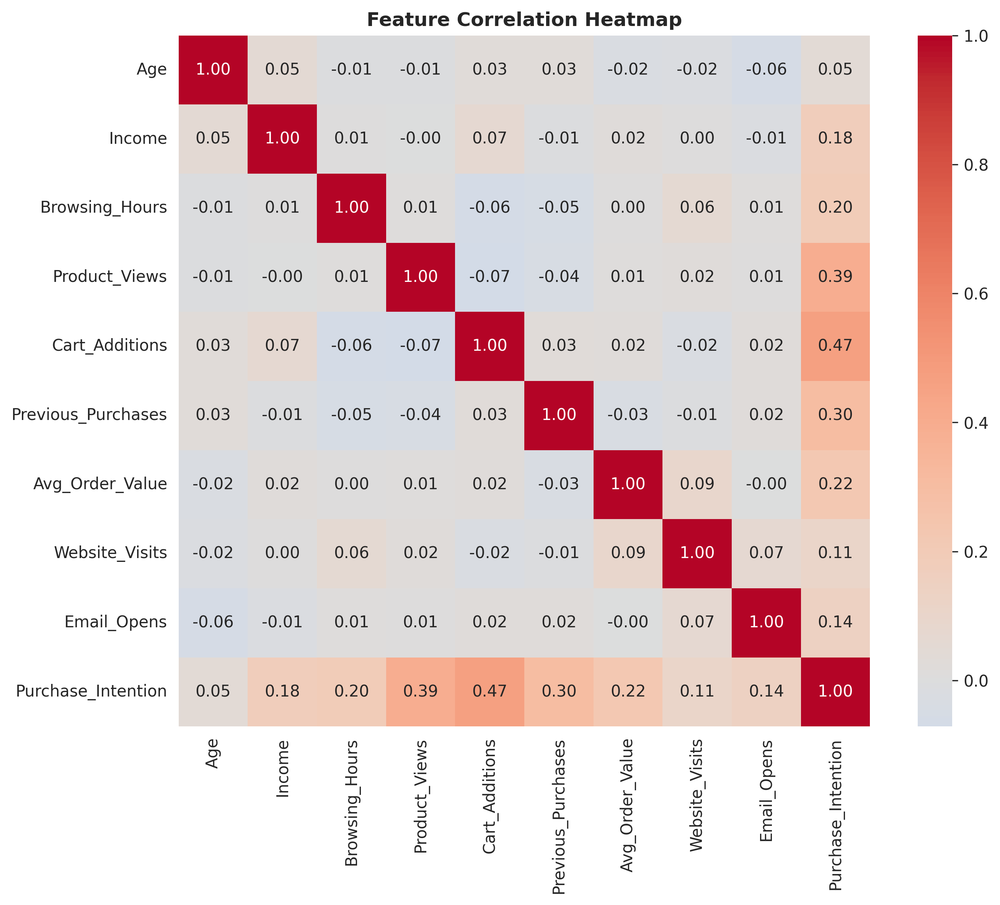 Feature Correlation Heatmap
Age 1.00 0.05 -0.01 -0.01 0.03 0.03 -0.02 -0.02 -0.06 0.05
Income 0.05 1.00 0.01 -0.00 0.07 -0.01 0.02 0.00 -0.01 0.18
Browsing_Hours -0.01 0.01 1.00 0.01 -0.06 -0.05 0.00 0.06 0.01 0.20
Product_Views -0.01 -0.00 0.01 1.00 -0.07 -0.04 0.01 0.02 0.01 0.39
Cart_Additions 0.03 0.07 -0.06 -0.07 1.00 0.03 0.02 -0.02 0.02 0.47
Previous_Purchases 0.03 -0.01 -0.05 -0.04 0.03 1.00 -0.03 -0.01 0.02 0.30
Avg_Order_Value -0.02 0.02 0.00 0.01 0.02 -0.03 1.00 0.09 -0.00 0.22
Website_Visits -0.02 0.00 0.06 0.02 -0.02 -0.01 0.09 1.00 0.07 0.11
Email_Opens -0.06 -0.01 0.01 0.01 0.02 0.02 -0.00 0.07 1.00 0.14
Purchase_Intention 0.05 0.18 0.20 0.39 0.47 0.30 0.22 0.11 0.14 1.00
Age
Income
Browsing_Hours
Product_Views
Cart_Additions
Previous_Purchases
Avg_Order_Value
Website_Visits
Email_Opens
Purchase_Intention
1.0
0.8
0.6
0.4
0.2
0.0